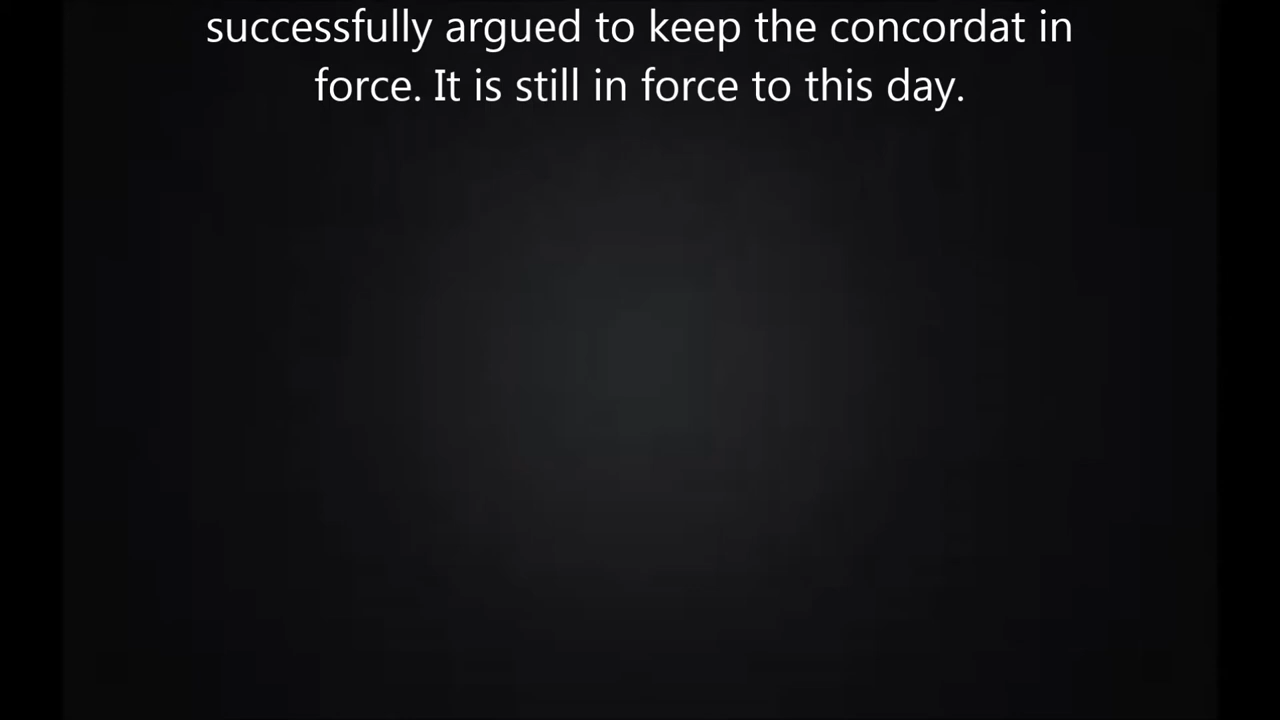 successfully argued to keep the concordat in
force. It is still in force to this day.